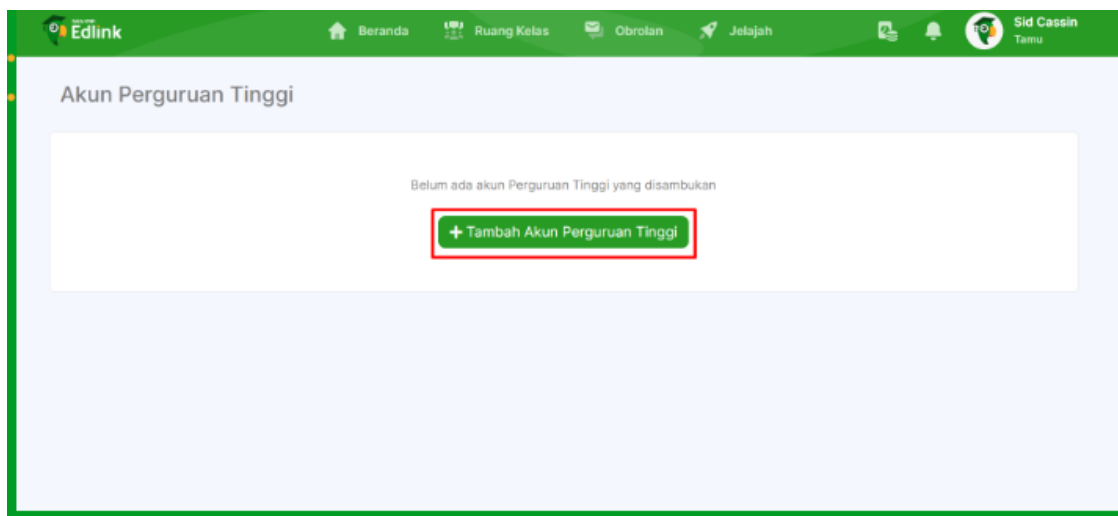 Edlink
Beranda
Ruang Kelas
Obrolan
Jelajah
Sid Cassin
Tamu
Akun Perguruan Tinggi
Belum ada akun Perguruan Tinggi yang disambukan
+ Tambah Akun Perguruan Tinggi